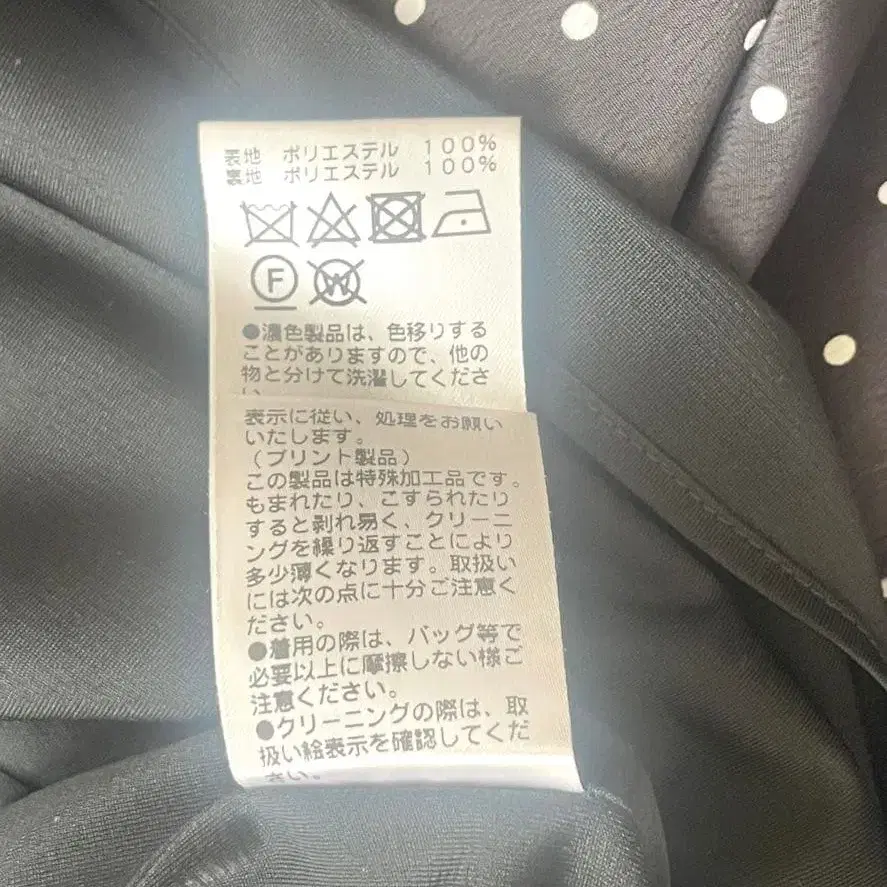 表地 ポリエステル 100%
裏地 ポリエステル 100%
F
W
●濃色製品は、色移りする
ことがありますので、他の
物と分けて洗濯してくださ
い
表示に従い、処理をお願い
いたします。
(プリント製品)
この製品は特殊加工品です。
もまれたり、こすられたり
すると剥れ易く、クリーニ
ングを繰り返すことにより
多少薄くなります。取扱い
には次の点に十分ご注意く
ださい。
●着用の際は、バッグ等で
必要以上に摩擦しない様ご
注意ください。
●クリーニングの際は、取
扱い絵表示を確認してくだ
さい。